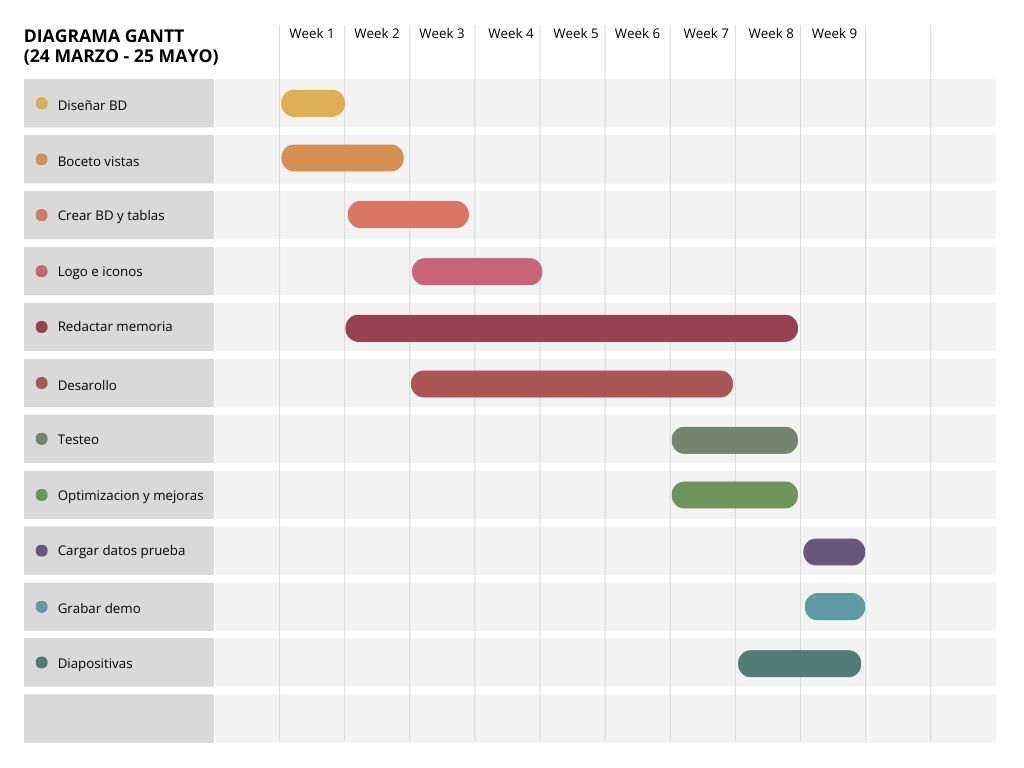 DIAGRAMA GANTT
(24 MARZO - 25 MAYO)
Week 1 Week 2 Week 3 Week 4 Week 5 Week 6 Week 7 Week 8 Week 9
Diseñar BD
Boceto vistas
Crear BD y tablas
Logo e iconos
Redactar memoria
Desarollo
Testeo
Optimizacion y mejoras
Cargar datos prueba
Grabar demo
Diapositivas